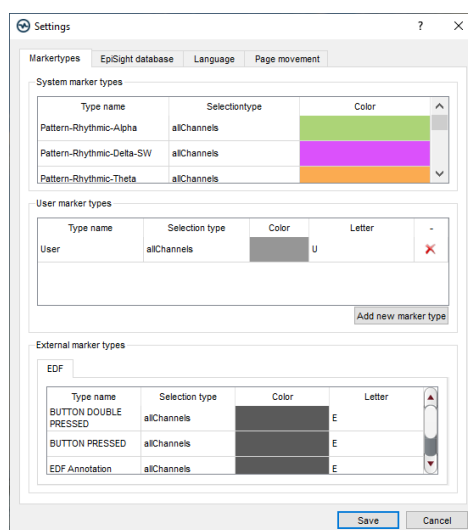 Settings ? ×
Markertypes EpiSight database Language Page movement
System marker types
Type name Selectiontype Color
Pattern-Rhythmic-Alpha allChannels
Pattern-Rhythmic-Delta-SW allChannels
Pattern-Rhythmic-Theta allChannels
User marker types
Type name Selection type Color Letter -
User allChannels U
Add new marker type
External marker types
EDF
Type name Selection type Color Letter
BUTTON DOUBLE
PRESSED allChannels E
BUTTON PRESSED allChannels E
EDF Annotation allChannels E
Save Cancel